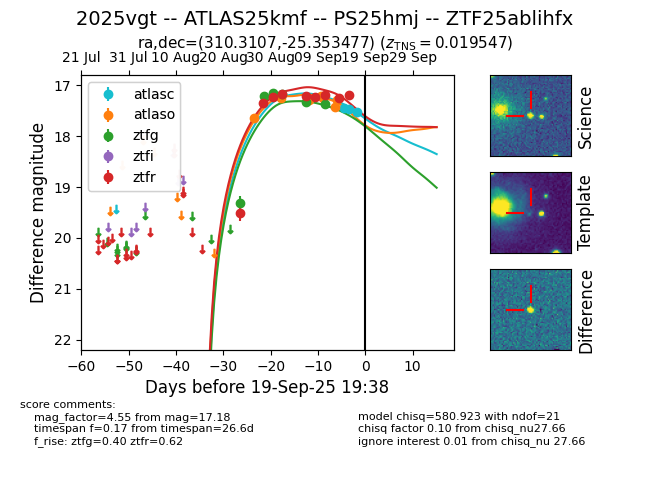 2025vgt -- ATLAS25kmf -- PS25hmj -- ZTF25ablihfx
ra,dec=(310.3107,-25.353477) (zTNS = 0.019547)
21 Jul 31 Jul 10 Aug 20 Aug 30 Aug 09 Sep 19 Sep 29 Sep
17
18
19
20
21
22
Difference magnitude
atlasc
atlaso
ztfg
ztfi
ztfr
−60 −50 −40 −30 −20 −10 0 10
Days before 19-Sep-25 19:38
Science
Template
Difference
score comments:
mag_factor=4.55 from mag=17.18
timespan f=0.17 from timespan=26.6d
f_rise: ztfg=0.40 ztfr=0.62
model chisq=580.923 with ndof=21
chisq factor 0.10 from chisq_nu27.66
ignore interest 0.01 from chisq_nu 27.66